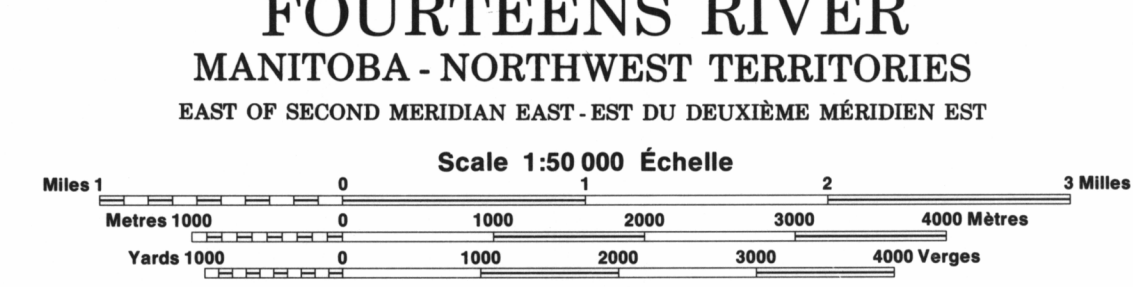 FOURTEENS RIVER
MANITOBA - NORTHWEST TERRITORIES
EAST OF SECOND MERIDIAN EAST - EST DU DEUXIÈME MÉRIDIEN EST
Scale 1:50 000 Échelle
Miles 1 0 1 2 3 Milles
Metres 1000 0 1000 2000 3000 4000 Mètres
Yards 1000 0 1000 2000 3000 4000 Verges